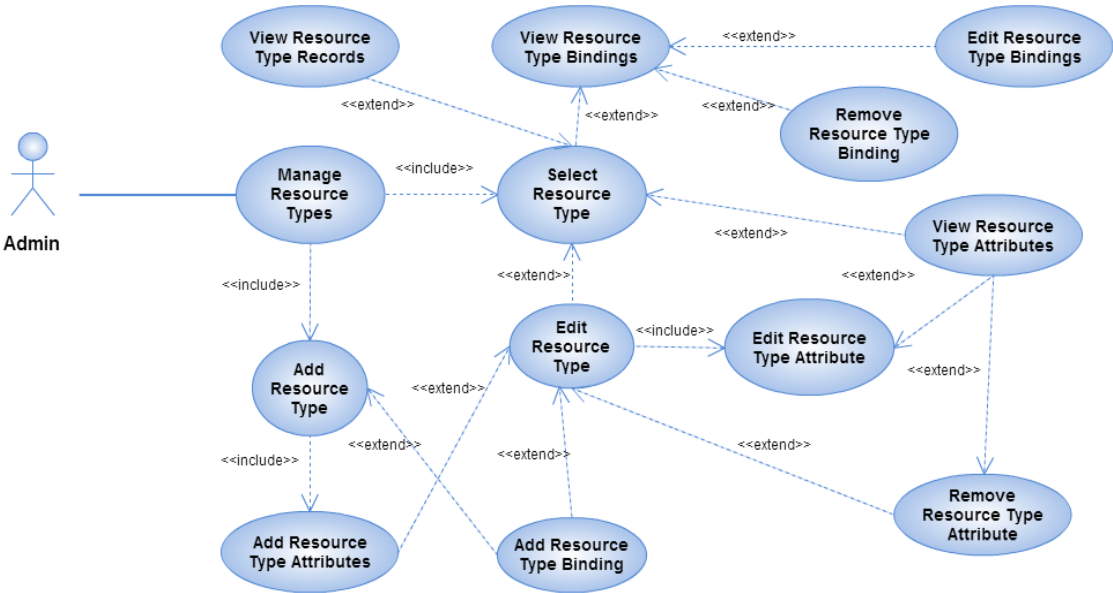 View Resource
Type Records
View Resource
Type Bindings
<<extend>>
Edit Resource
Type Bindings
<<extend>>
<<extend>>
<<extend>>
Remove
Resource Type
Binding
Admin
Manage
Resource
Types
<<include>>
Select
Resource
Type
<<extend>>
View Resource
Type Attributes
<<include>>
<<extend>>
<<extend>>
Add
Resource
Type
Edit
Resource
Type
<<include>>
Edit Resource
Type Attribute
<<extend>>
<<extend>>
<<include>>
<<extend>>
<<extend>>
<<extend>>
Add Resource
Type Attributes
Add Resource
Type Binding
Remove
Resource Type
Attribute